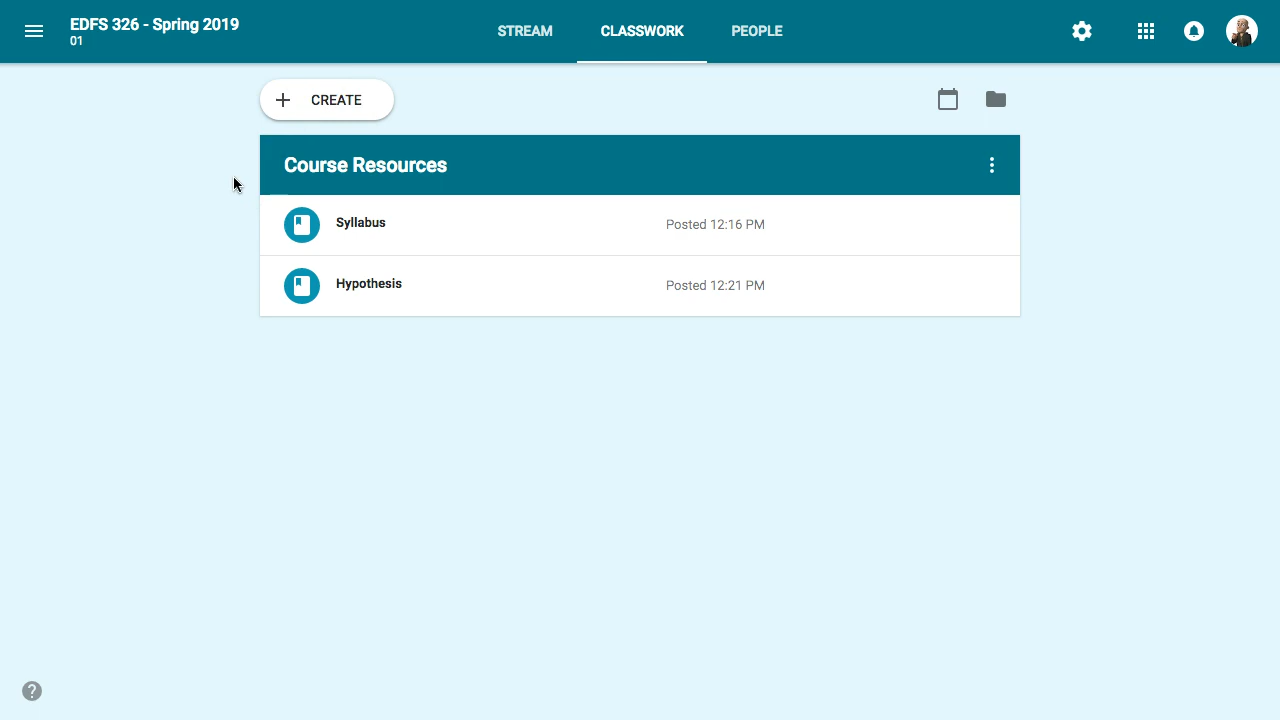 EDFS 326 - Spring 2019
01
STREAM
CLASSWORK
PEOPLE
CREATE
Course Resources
Syllabus
Posted 12:16 PM
Hypothesis
Posted 12:21 PM